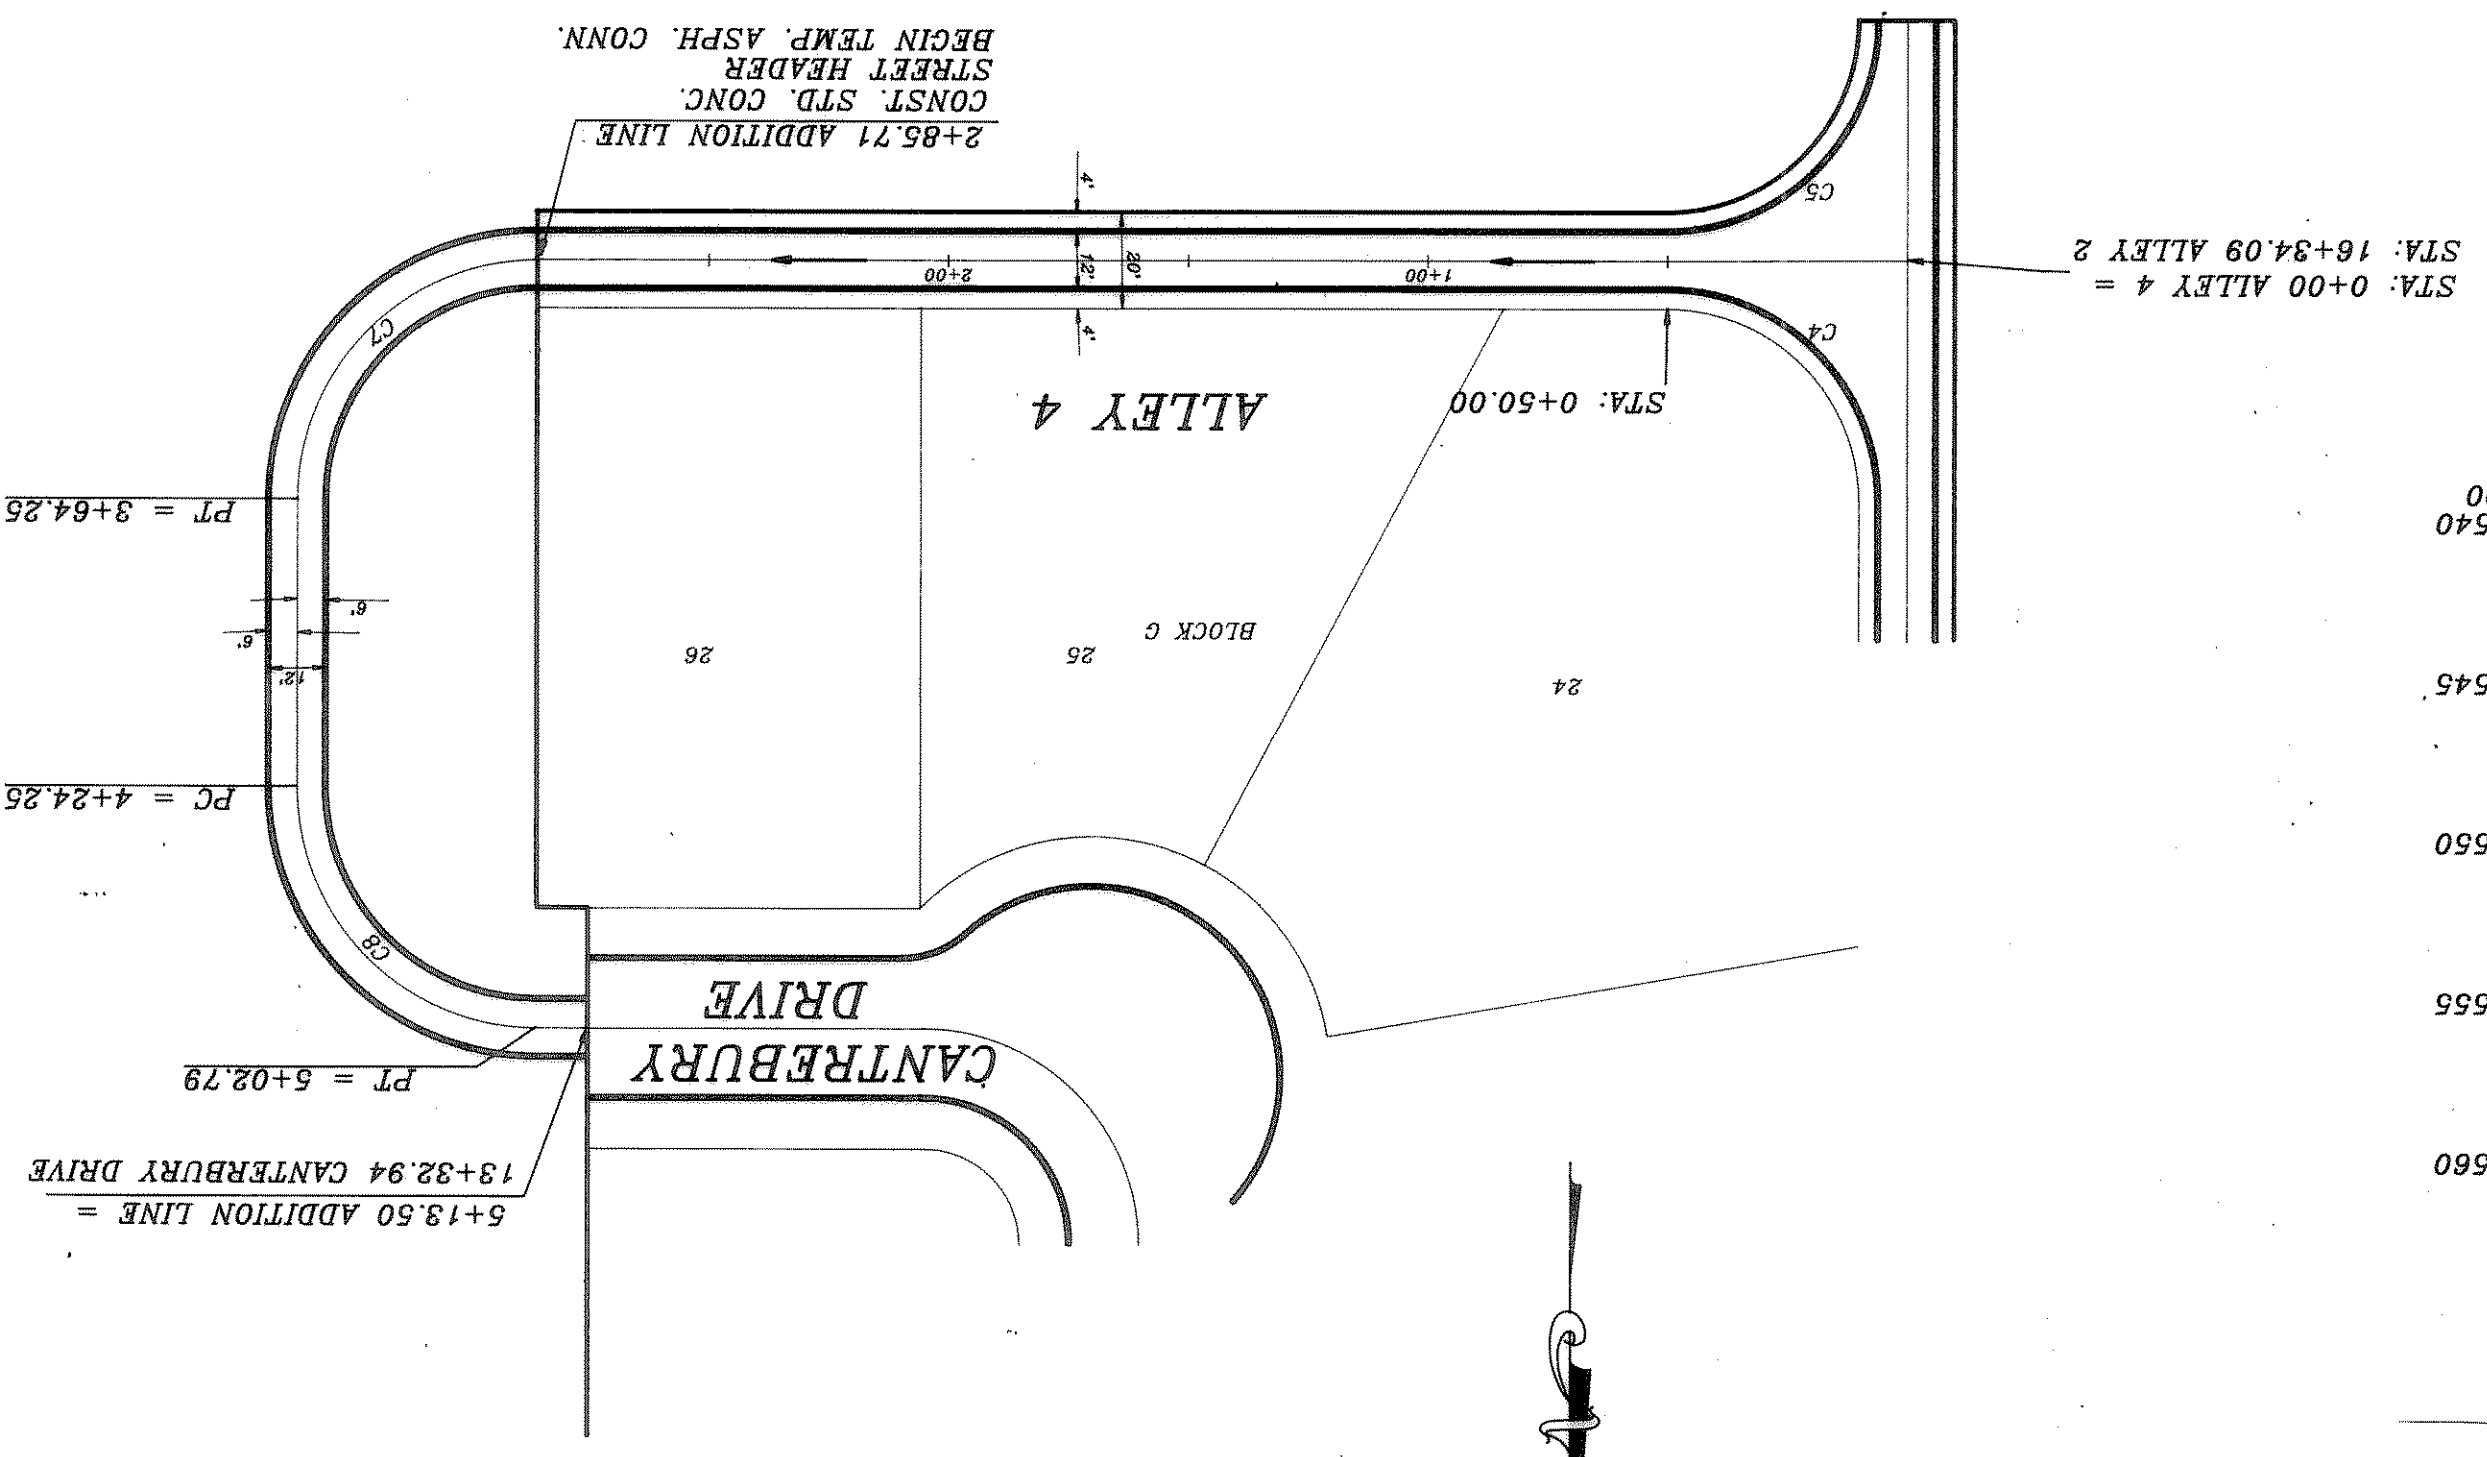 560
5+13.50 ADDITION LINE =
13+32.94 CANTERBURY DRIVE
PT = 5+02.79
CANTREBURY
DRIVE
555
C8
550
PC = 4+24.25
545
24
25
26
BLOCK G
12'
6'
6'
540
00
PT = 3+64.25
STA: 0+50.00
ALLEY 4
C4
4'
C7
STA: 0+00 ALLEY 4 =
STA: 16+34.09 ALLEY 2
1+00
20'
12'
2+00
C5
4'
2+85.71 ADDITION LINE
CONST. STD. CONC.
STREET HEADER
BEGIN TEMP. ASPH. CONN.